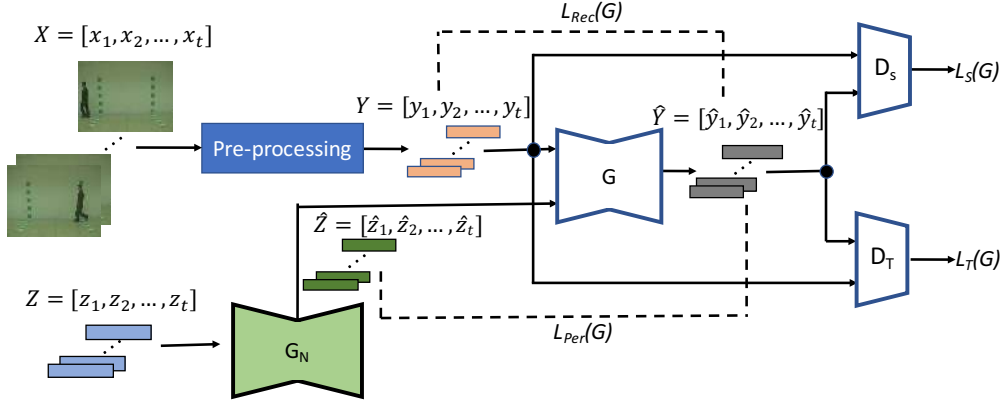 L_Rec(G)
X = [x_1, x_2, …, x_t]
D_s
L_S(G)
Y = [y_1, y_2, …, y_t]
Ŷ = [ŷ_1, ŷ_2, …, ŷ_t]
Pre-processing
G
Ẑ = [ẑ_1, ẑ_2, …, ẑ_t]
D_T
L_T(G)
Z = [z_1, z_2, …, z_t]
L_Per(G)
G_N